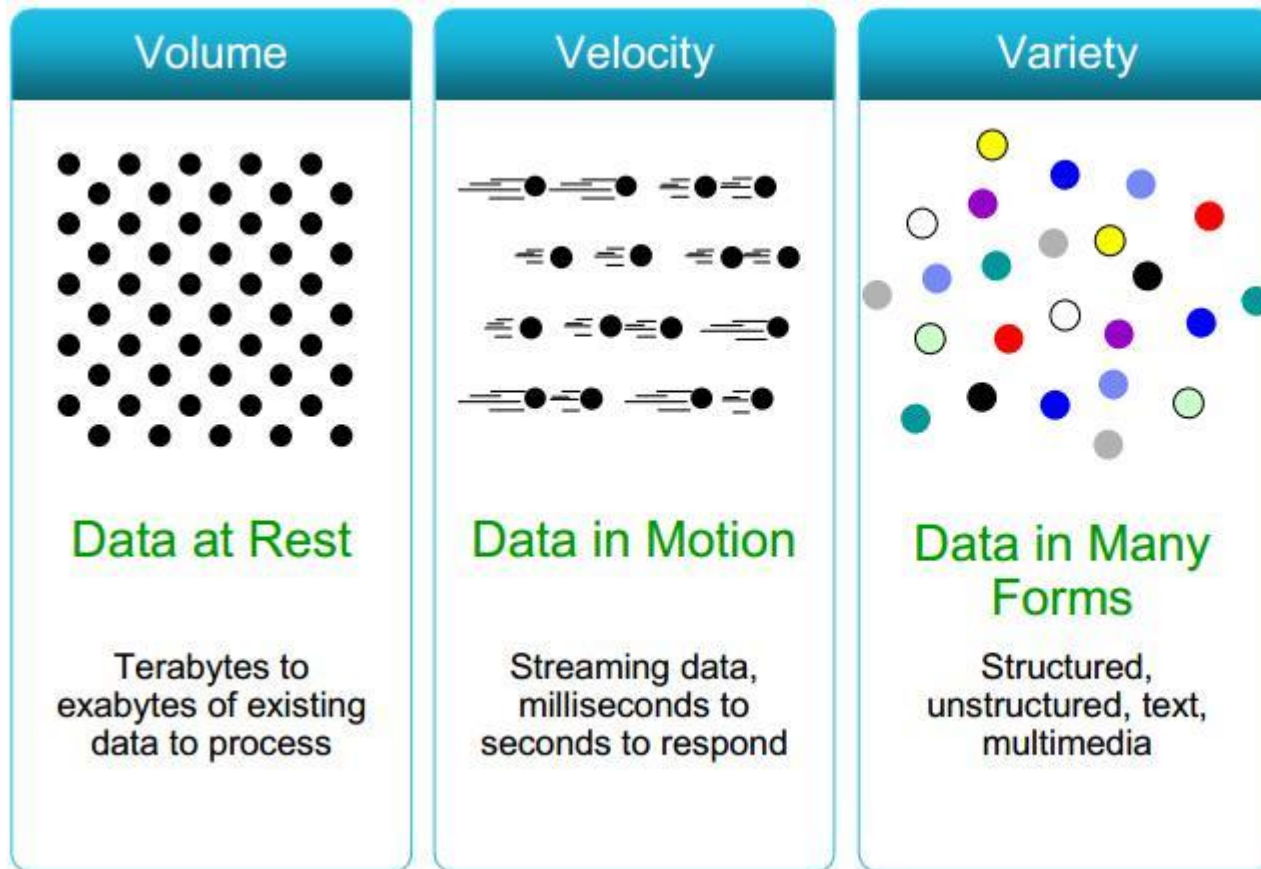 Volume
Data at Rest
Terabytes to
exabytes of existing
data to process
Velocity
Data in Motion
Streaming data,
milliseconds to
seconds to respond
Variety
Data in Many
Forms
Structured,
unstructured, text,
multimedia